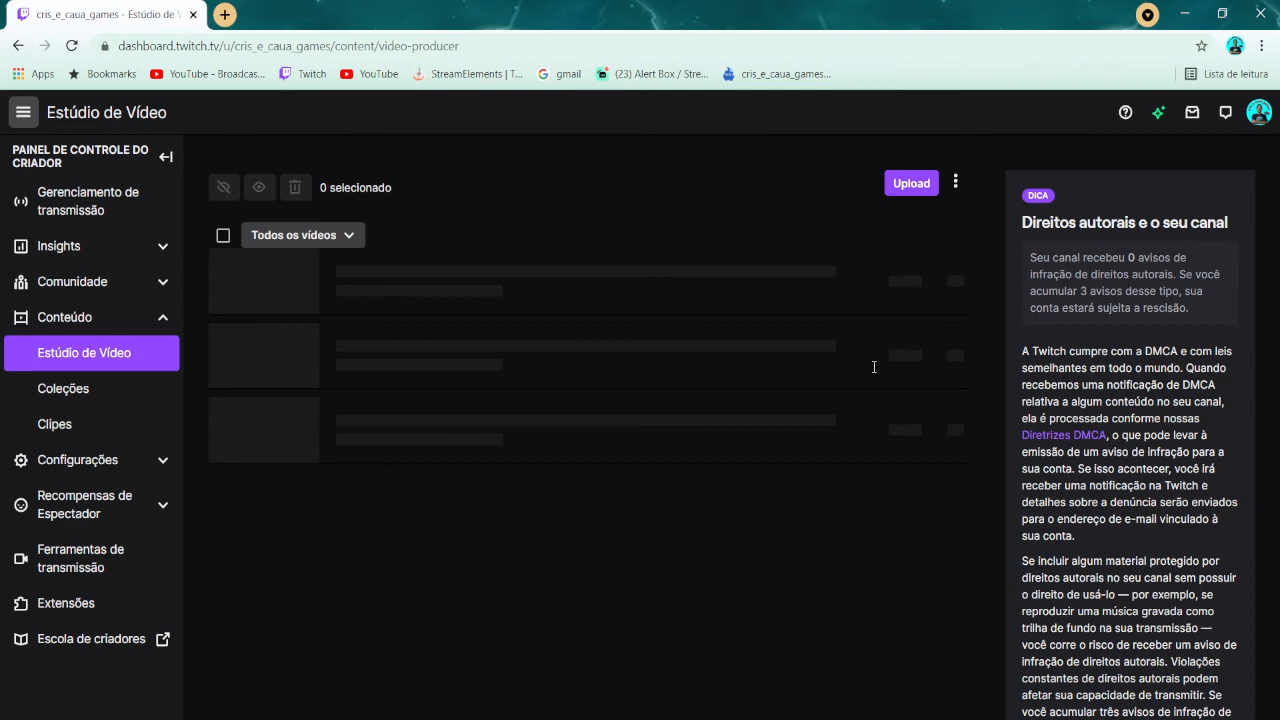 cris_e_caua_games - Estúdio de V
dashboard.twitch.tv/u/cris_e_caua_games/content/video-producer
Apps
Bookmarks
YouTube - Broadcas...
Twitch
YouTube
StreamElements | T...
gmail
(23) Alert Box / Stre...
cris_e_caua_games...
Lista de leitura
Estúdio de Vídeo
PAINEL DE CONTROLE DO
CRIADOR
Gerenciamento de
transmissão
Insights
Comunidade
Conteúdo
Estúdio de Vídeo
Coleções
Clipes
Configurações
Recompensas de
Espectador
Ferramentas de
transmissão
Extensões
Escola de criadores
0 selecionado
Upload
Todos os vídeos
DICA
Direitos autorais e o seu canal
Seu canal recebeu 0 avisos de
infração de direitos autorais. Se você
acumular 3 avisos desse tipo, sua
conta estará sujeita a rescisão.
A Twitch cumpre com a DMCA e com leis
semelhantes em todo o mundo. Quando
recebemos uma notificação de DMCA
relativa a algum conteúdo no seu canal,
ela é processada conforme nossas
Diretrizes DMCA, o que pode levar à
emissão de um aviso de infração para a
sua conta. Se isso acontecer, você irá
receber uma notificação na Twitch e
detalhes sobre a denúncia serão enviados
para o endereço de e-mail vinculado à
sua conta.
Se incluir algum material protegido por
direitos autorais no seu canal sem possuir
o direito de usá-lo — por exemplo, se
reproduzir uma música gravada como
trilha de fundo na sua transmissão —
você corre o risco de receber um aviso de
infração de direitos autorais. Violações
constantes de direitos autorais podem
afetar sua capacidade de transmitir. Se
você acumular três avisos de infração de